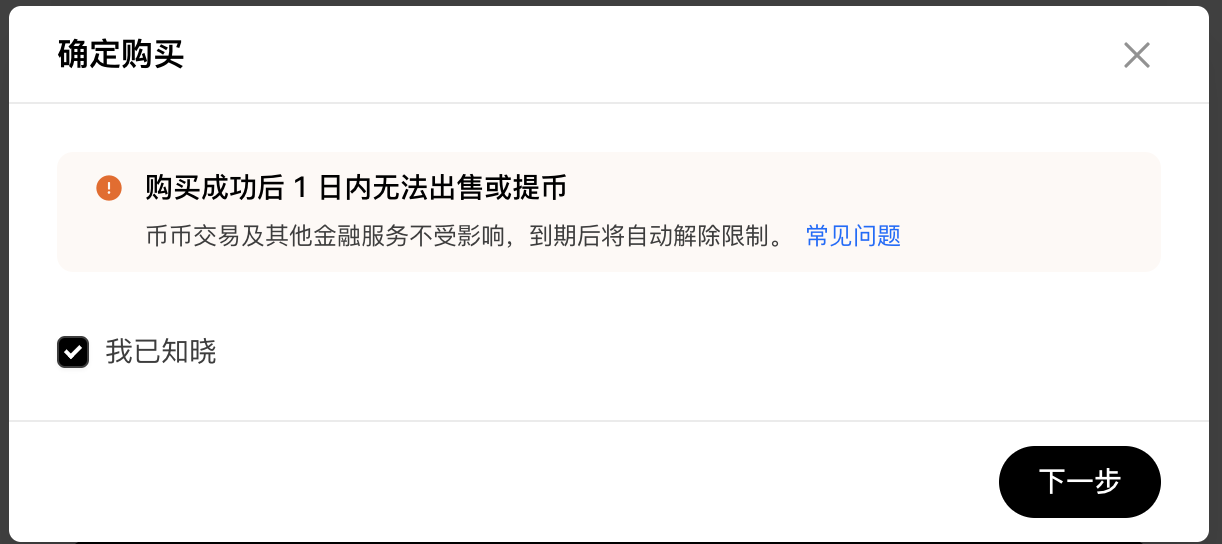 确定购买
购买成功后 1 日内无法出售或提币
币币交易及其他金融服务不受影响，到期后将自动解除限制。 常见问题
我已知晓
下一步